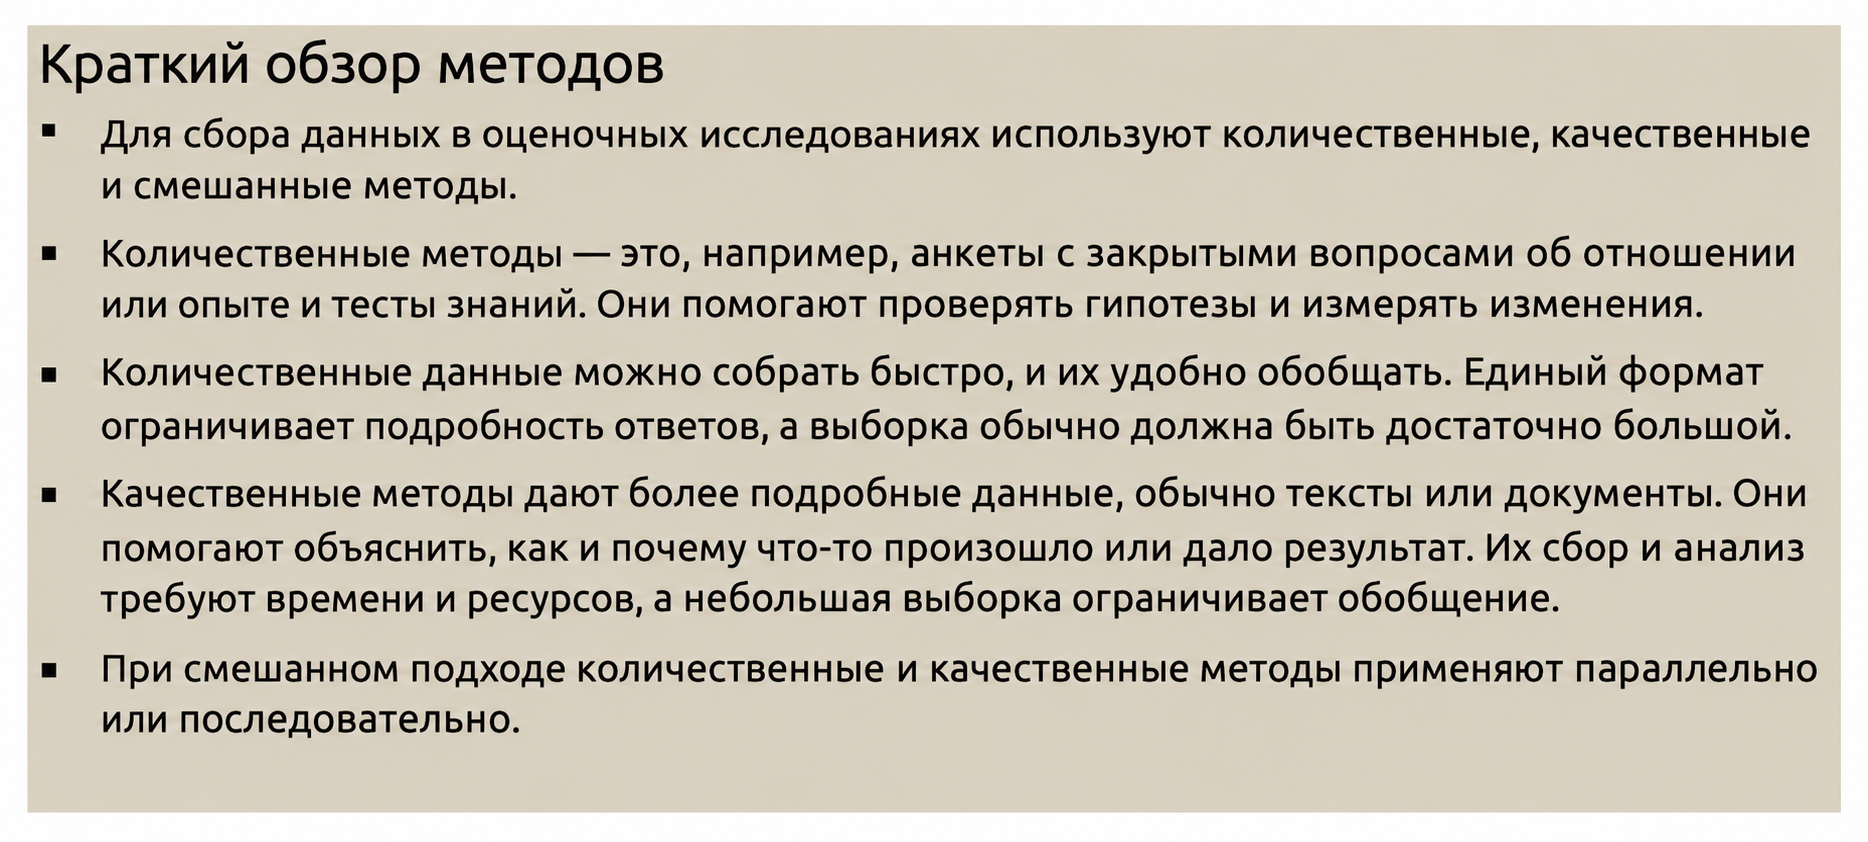 Краткий обзор методов
▪ Для сбора данных в оценочных исследованиях используют количественные, качественные
и смешанные методы.
▪ Количественные методы — это, например, анкеты с закрытыми вопросами об отношении
или опыте и тесты знаний. Они помогают проверять гипотезы и измерять изменения.
▪ Количественные данные можно собрать быстро, и их удобно обобщать. Единый формат
ограничивает подробность ответов, а выборка обычно должна быть достаточно большой.
▪ Качественные методы дают более подробные данные, обычно тексты или документы. Они
помогают объяснить, как и почему что-то произошло или дало результат. Их сбор и анализ
требуют времени и ресурсов, а небольшая выборка ограничивает обобщение.
▪ При смешанном подходе количественные и качественные методы применяют параллельно
или последовательно.